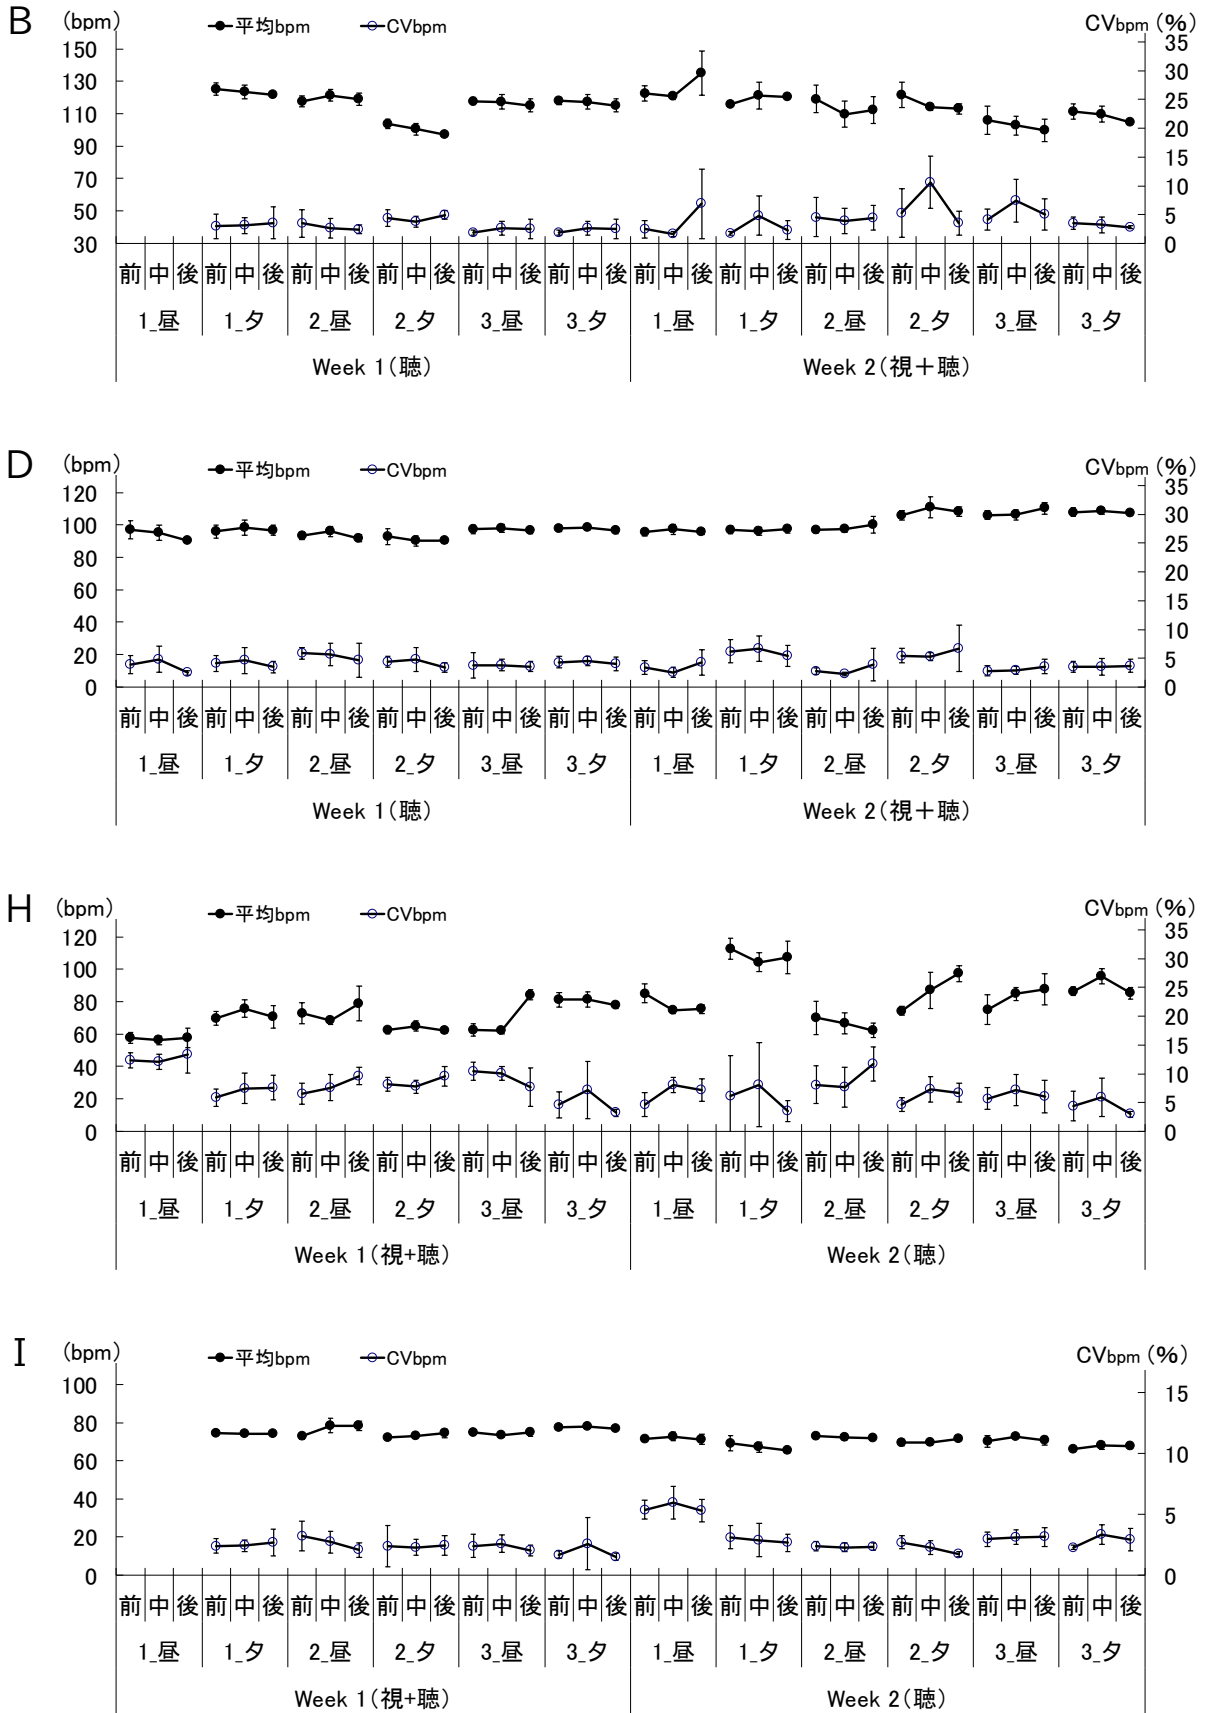 B (bpm) 平均bpm CVbpm CVbpm (%)
150 35
130 30
110 25
90 20
70 15
50 10
30 5
0
前 中 後 前 中 後 前 中 後 前 中 後 前 中 後 前 中 後 前 中 後 前 中 後 前 中 後 前 中 後 前 中 後 前 中 後
1_昼 1_夕 2_昼 2_夕 3_昼 3_夕 1_昼 1_夕 2_昼 2_夕 3_昼 3_夕
Week 1(聴) Week 2(視＋聴)
D (bpm) 平均bpm CVbpm CVbpm (%)
120 35
100 30
80 25
60 20
40 15
20 10
0 5
0
前 中 後 前 中 後 前 中 後 前 中 後 前 中 後 前 中 後 前 中 後 前 中 後 前 中 後 前 中 後 前 中 後 前 中 後
1_昼 1_夕 2_昼 2_夕 3_昼 3_夕 1_昼 1_夕 2_昼 2_夕 3_昼 3_夕
Week 1(聴) Week 2(視＋聴)
H (bpm) 平均bpm CVbpm CVbpm (%)
120 35
100 30
80 25
60 20
40 15
20 10
0 5
0
前 中 後 前 中 後 前 中 後 前 中 後 前 中 後 前 中 後 前 中 後 前 中 後 前 中 後 前 中 後 前 中 後 前 中 後
1_昼 1_夕 2_昼 2_夕 3_昼 3_夕 1_昼 1_夕 2_昼 2_夕 3_昼 3_夕
Week 1(視+聴) Week 2(聴)
I (bpm) 平均bpm CVbpm CVbpm (%)
100 15
80 10
60 5
40 0
20
0
前 中 後 前 中 後 前 中 後 前 中 後 前 中 後 前 中 後 前 中 後 前 中 後 前 中 後 前 中 後 前 中 後 前 中 後
1_昼 1_夕 2_昼 2_夕 3_昼 3_夕 1_昼 1_夕 2_昼 2_夕 3_昼 3_夕
Week 1(視+聴) Week 2(聴)